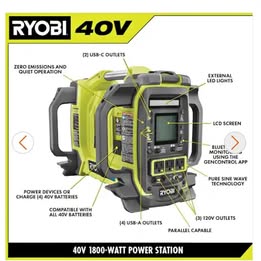 RYOBI 40V
(2) USB-C OUTLETS
ZERO EMISSIONS AND
QUIET OPERATION
EXTERNAL
LED LIGHTS
LCD SCREEN
MONITORING
USING THE
GENCONTROL APP
PURE SINE WAVE
TECHNOLOGY
POWER DEVICES OR
CHARGE (4) 40V BATTERIES
COMPATIBLE WITH
ALL 40V BATTERIES
(4) USB-A OUTLETS
(3) 120V OUTLETS
PARALLEL CAPABLE
RYOBI
40V 1800-WATT POWER STATION